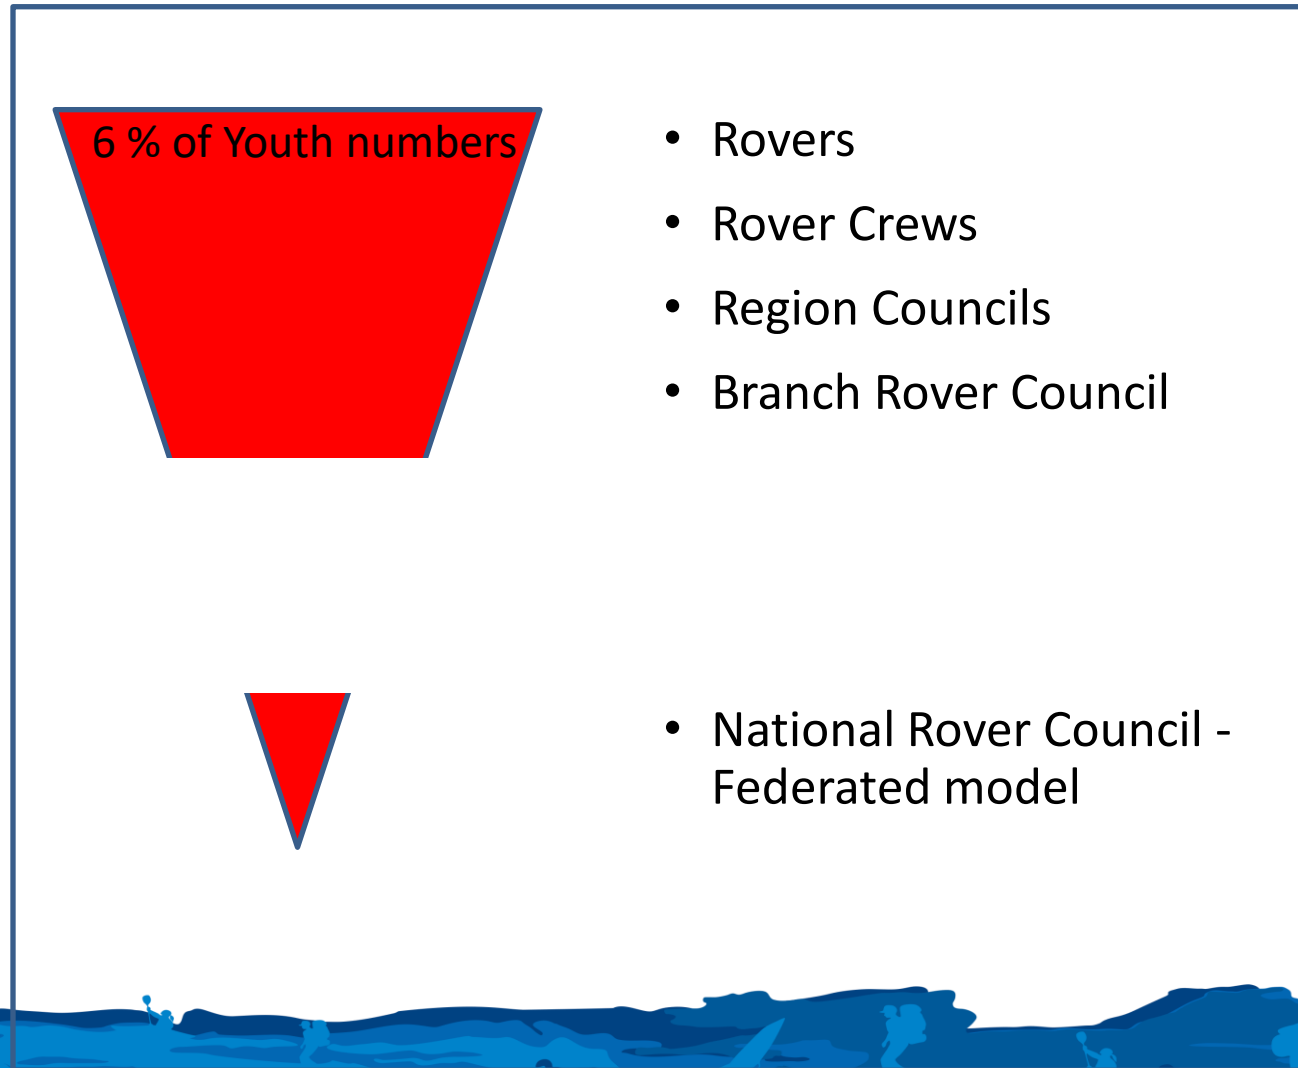 6 % of Youth numbers
• Rovers
• Rover Crews
• Region Councils
• Branch Rover Council
• National Rover Council -
Federated model